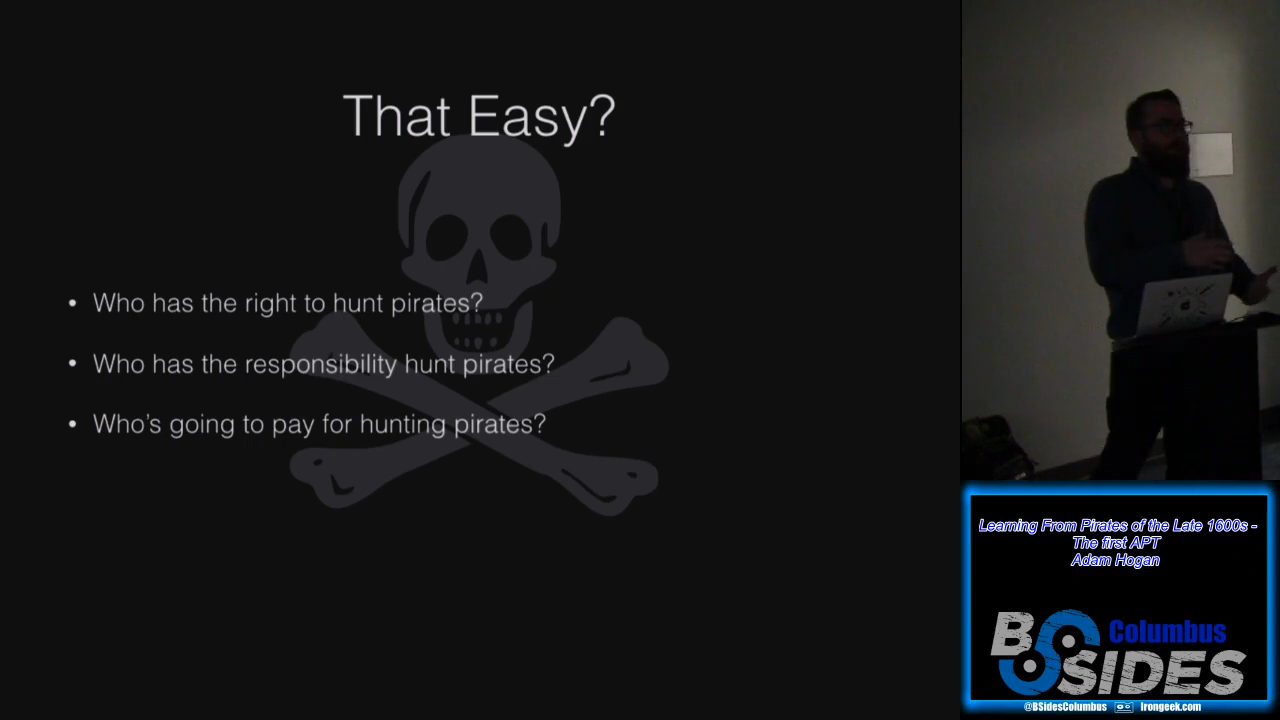 That Easy?
• Who has the right to hunt pirates?
• Who has the responsibility hunt pirates?
• Who's going to pay for hunting pirates?
Learning From Pirates of the Late 1600s -
The first APT
Adam Hogan
BSIDES
Columbus
@BSidesColumbus Irongeek.com